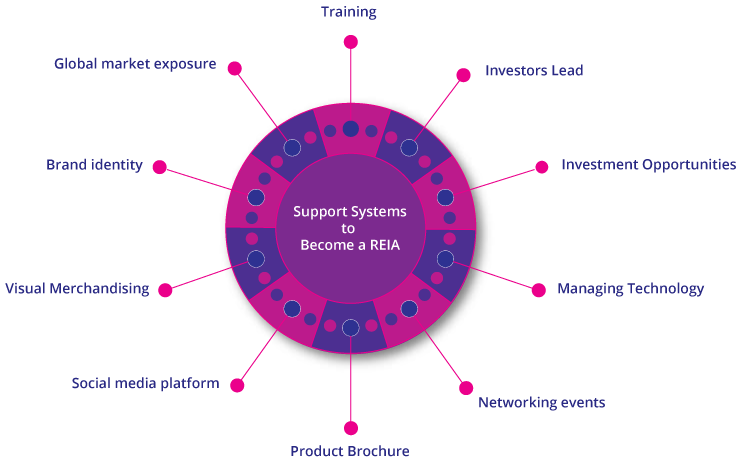 Training
Global market exposure
Investors Lead
Brand identity
Investment Opportunities
Support Systems
to
Become a REIA
Visual Merchandising
Managing Technology
Social media platform
Networking events
Product Brochure